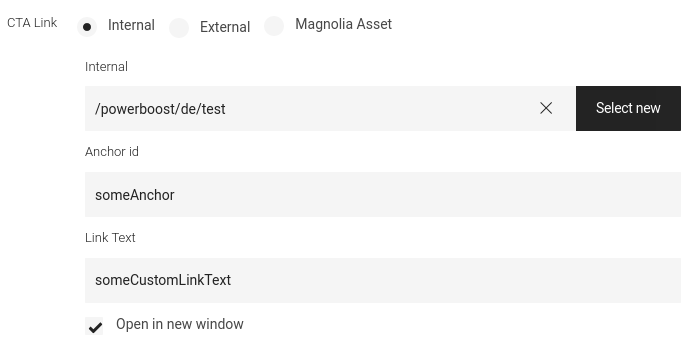 CTA Link Internal External Magnolia Asset
Internal
/powerboost/de/test Select new
Anchor id
someAnchor
Link Text
someCustomLinkText
Open in new window